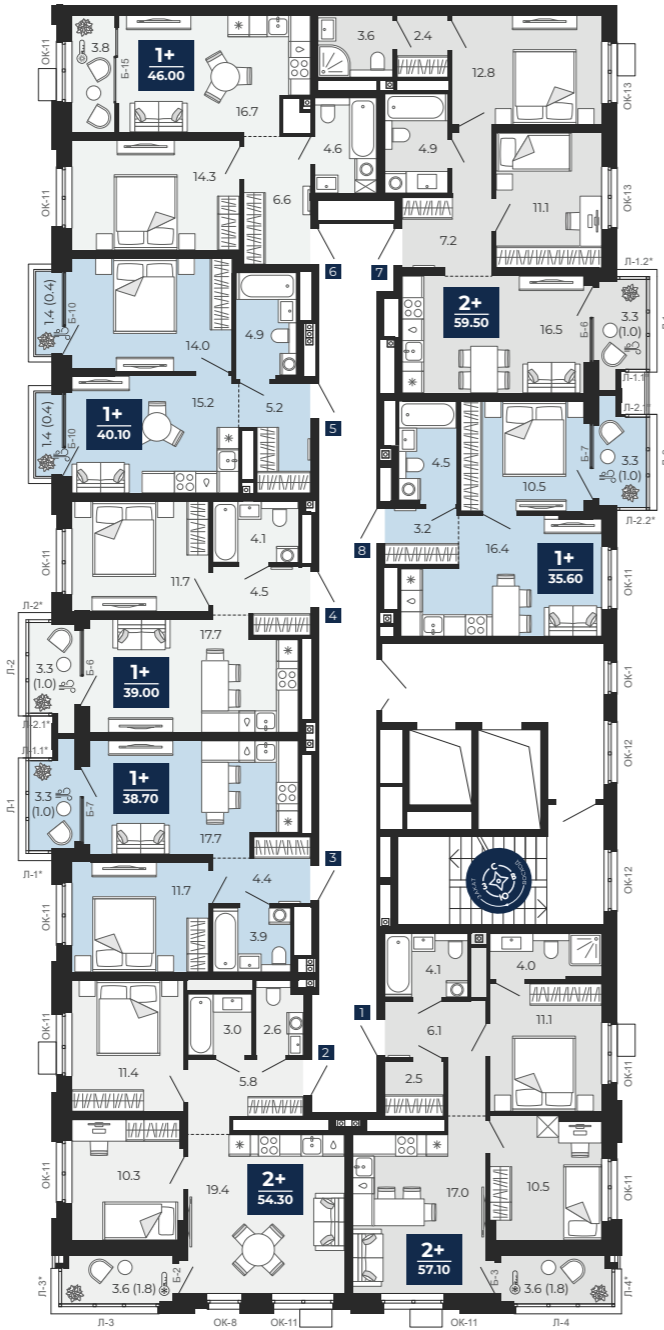 ОК-11
3.8
Б-15
1+
46.00
16.7
3.6
2.4
12.8
ОК-13
4.6
4.9
ОК-11
14.3
6.6
11.1
ОК-13
7.2
6
7
Л-1.2*
1.4 (0.4)
Б-10
14.0
4.9
2+
59.50
16.5
Б-6
3.3
(1.0)
Л-1
Л-1.1*
15.2
5.2
5
1+
40.10
1.4 (0.4)
Б-10
Л-2.1*
4.5
10.5
Б-7
3.3
(1.0)
Л-2
Л-2.2*
3.2
8
16.4
1+
35.60
ОК-11
ОК-11
4.1
11.7
4.5
4
Л-2*
Л-2
3.3
(1.0)
Б-6
17.7
1+
39.00
Л-2.1*
ОК-1
ОК-12
Л-1.1*
Л-1
3.3
(1.0)
Б-7
1+
38.70
17.7
3
Л-1*
11.7
4.4
ОК-11
3.9
С
В
Ю
З
ВОСХОД
ЗАКАТ
ОК-12
4.1
4.0
ОК-11
11.4
3.0
2.6
2
1
6.1
11.1
ОК-11
5.8
2.5
ОК-11
10.3
19.4
2+
54.30
17.0
2+
57.10
10.5
ОК-11
Л-3*
3.6 (1.8)
Б-2
Б-3
3.6 (1.8)
Л-4*
Л-3
ОК-8
ОК-11
ОК-11
Л-4